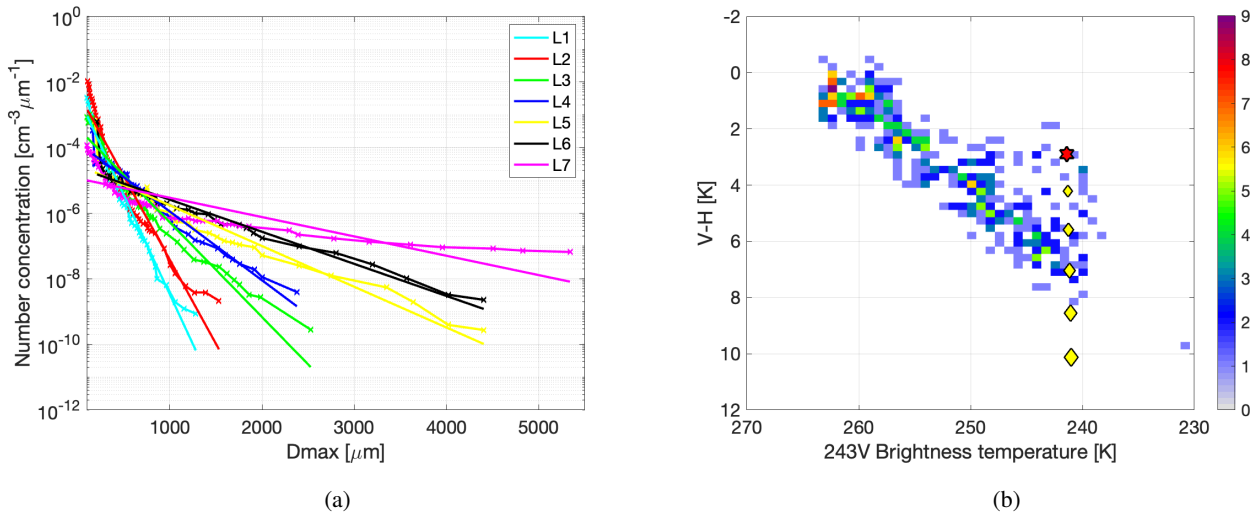 10^0
10^-2
10^-4
10^-6
10^-8
10^-10
10^-12
Number concentration [cm^-3 μm^-1]
1000
2000
3000
4000
5000
Dmax [μm]
L1
L2
L3
L4
L5
L6
L7
(a)
-2
0
2
4
6
8
10
12
V-H [K]
270
260
250
240
230
243V Brightness temperature [K]
9
8
7
6
5
4
3
2
1
0
(b)